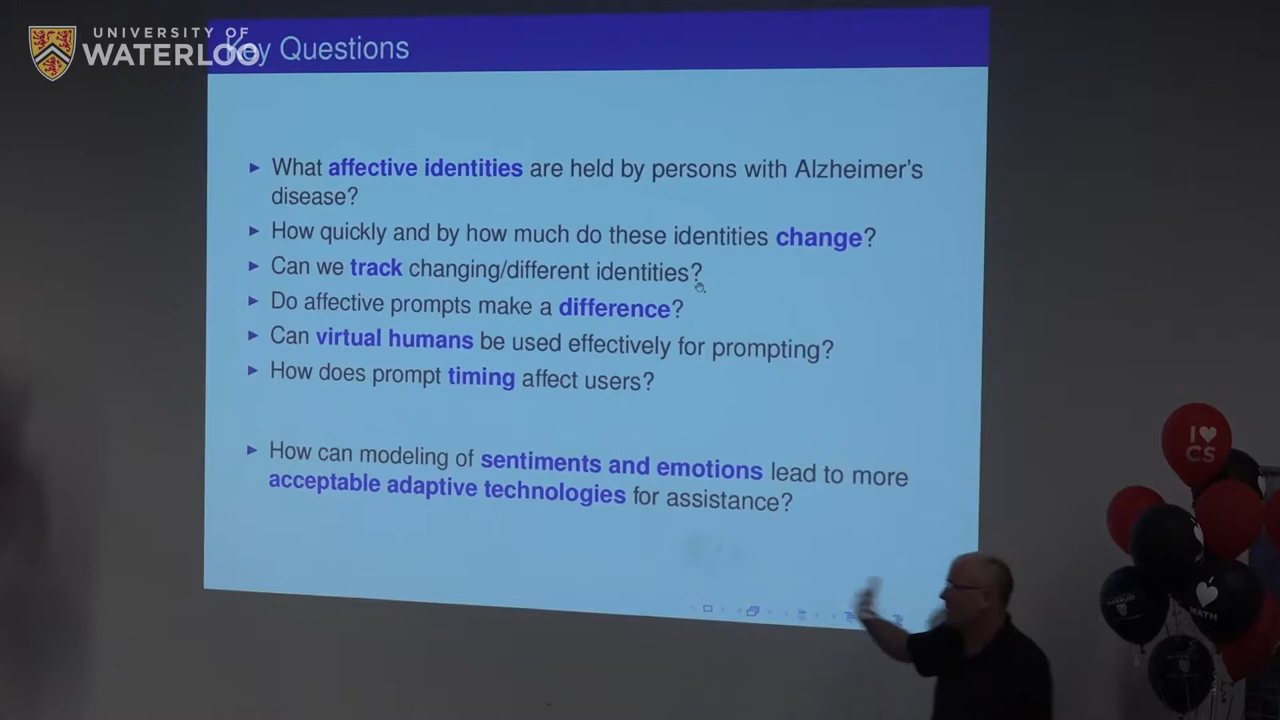 UNIVERSITY OF
WATERLOO
Key Questions
What affective identities are held by persons with Alzheimer's
disease?
How quickly and by how much do these identities change?
Can we track changing/different identities?
Do affective prompts make a difference?
Can virtual humans be used effectively for prompting?
How does prompt timing affect users?
How can modeling of sentiments and emotions lead to more
acceptable adaptive technologies for assistance?
I♥
CS
MATH